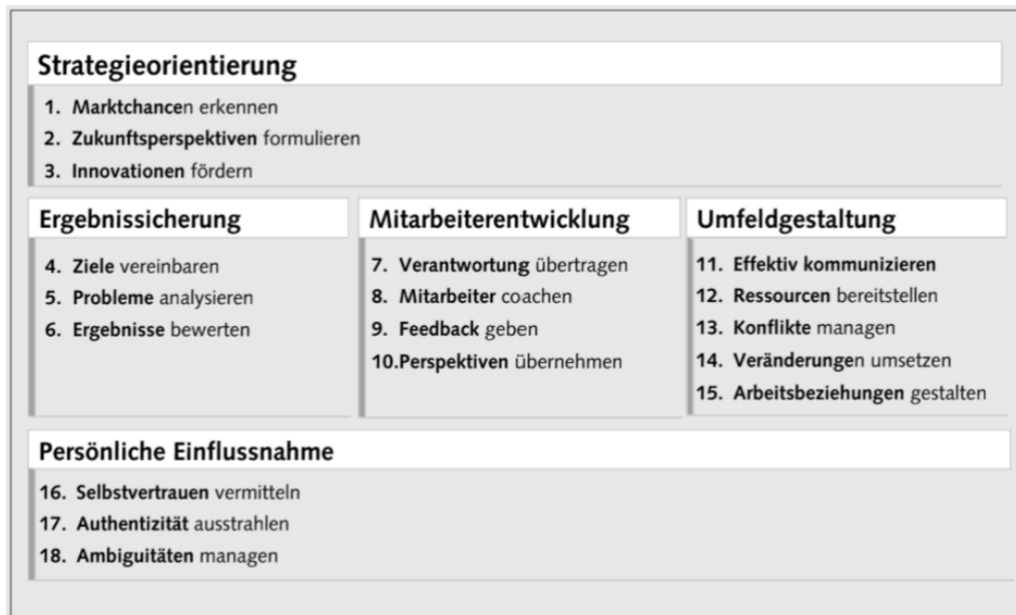 Strategieorientierung
1. Marktchancen erkennen
2. Zukunftsperspektiven formulieren
3. Innovationen fördern
Ergebnissicherung
4. Ziele vereinbaren
5. Probleme analysieren
6. Ergebnisse bewerten
Mitarbeiterentwicklung
7. Verantwortung übertragen
8. Mitarbeiter coachen
9. Feedback geben
10.Perspektiven übernehmen
Umfeldgestaltung
11. Effektiv kommunizieren
12. Ressourcen bereitstellen
13. Konflikte managen
14. Veränderungen umsetzen
15. Arbeitsbeziehungen gestalten
Persönliche Einflussnahme
16. Selbstvertrauen vermitteln
17. Authentizität ausstrahlen
18. Ambiguitäten managen